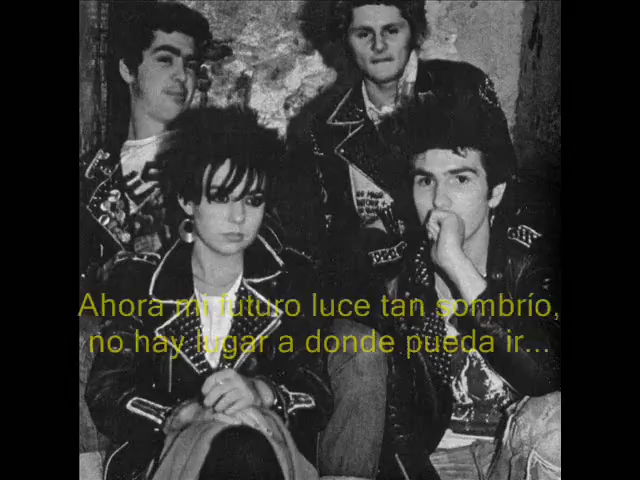 Ahora mi futuro luce tan sombrío,
no hay lugar a donde pueda ir...